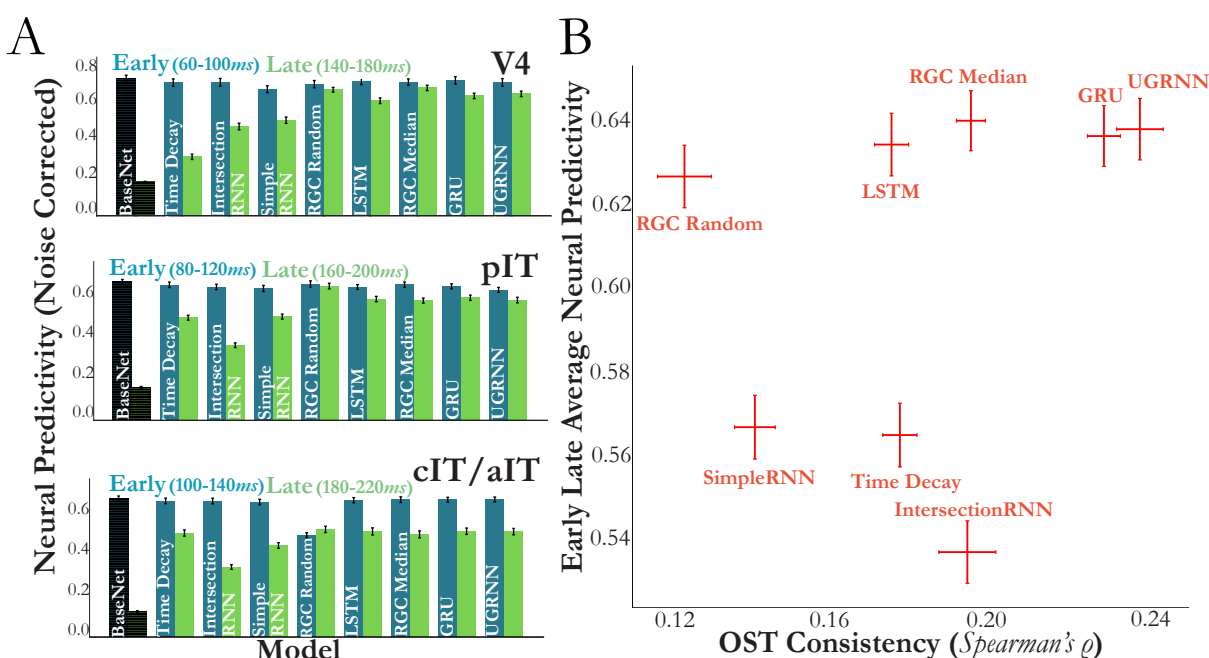 A
Neural Predictivity (Noise Corrected)
Early (60-100ms) Late (140-180ms)
V4
0.8
0.6
0.4
0.2
0.0
BaseNet
Time Decay
Intersection
RNN
Simple
RNN
RGC Random
LSTM
RGC Median
GRU
UGRNN
Early (80-120ms) Late (160-200ms)
pIT
0.6
0.4
0.2
0.0
BaseNet
Time Decay
Intersection
RNN
Simple
RNN
RGC Random
LSTM
RGC Median
GRU
UGRNN
Early (100-140ms) Late (180-220ms)
cIT/aIT
0.6
0.4
0.2
0.0
BaseNet
Time Decay
Intersection
RNN
Simple
RNN
RGC Random
LSTM
RGC Median
GRU
UGRNN
Model
B
Early Late Average Neural Predictivity
0.64
0.62
0.60
0.58
0.56
0.54
RGC Median
UGRNN
GRU
LSTM
RGC Random
SimpleRNN
Time Decay
IntersectionRNN
0.12
0.16
0.20
0.24
OST Consistency (Spearman's ϱ)